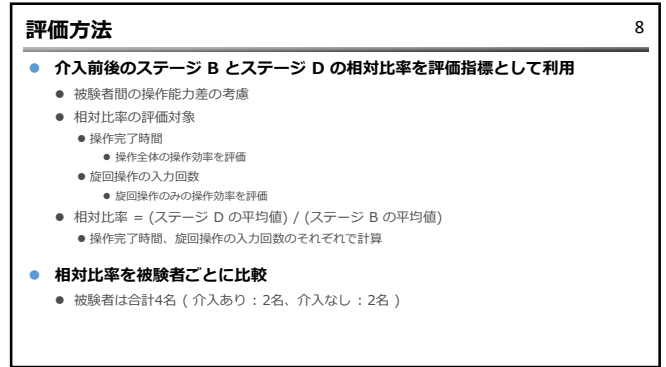 評価方法
8
● 介入前後のステージ B とステージ D の相対比率を評価指標として利用
● 被験者間の操作能力差の考慮
● 相対比率の評価対象
● 操作完了時間
● 操作全体の操作効率を評価
● 旋回操作の入力回数
● 旋回操作のみの操作効率を評価
● 相対比率 = (ステージ D の平均値) / (ステージ B の平均値)
● 操作完了時間、旋回操作の入力回数のそれぞれで計算
● 相対比率を被験者ごとに比較
● 被験者は合計4名 ( 介入あり : 2名、介入なし : 2名 )